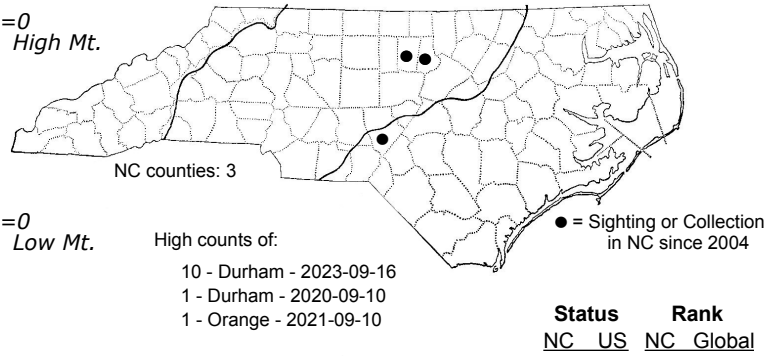 =0
High Mt.
NC counties: 3
=0
Low Mt.
High counts of:
10 - Durham - 2023-09-16
1 - Durham - 2020-09-10
1 - Orange - 2021-09-10
● = Sighting or Collection
in NC since 2004
Status Rank
NC US NC Global